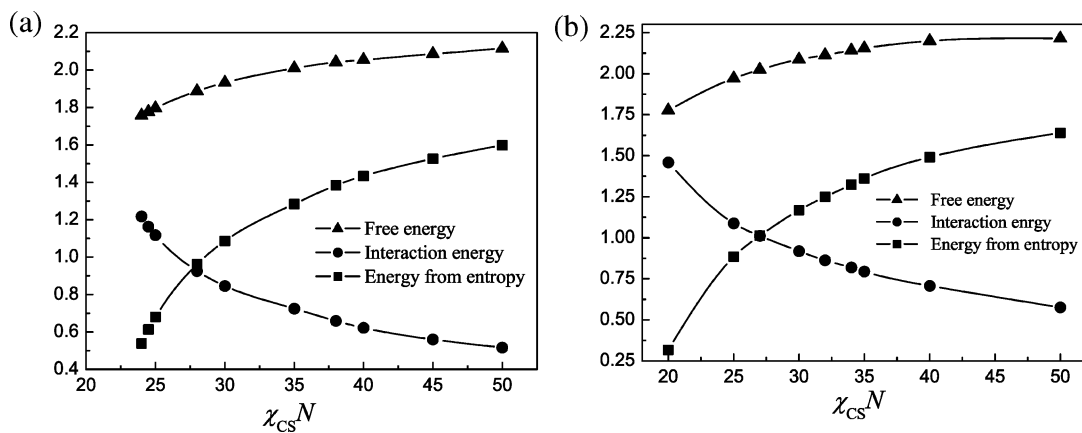 (a)
2.2
2.0
1.8
1.6
1.4
1.2
1.0
0.8
0.6
0.4
Free energy
Interaction energy
Energy from entropy
20 25 30 35 40 45 50
χCSN
(b)
2.25
2.00
1.75
1.50
1.25
1.00
0.75
0.50
0.25
Free energy
Interaction enrgy
Energy from entropy
20 25 30 35 40 45 50
χCSN